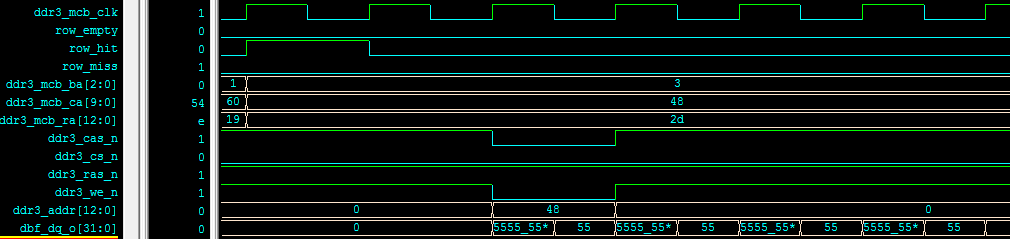 ddr3_mcb_clk 1
row_empty 0
row_hit 0
row_miss 1
ddr3_mcb_ba[2:0] 0 1 3
ddr3_mcb_ca[9:0] 54 60 48
ddr3_mcb_ra[12:0] e 19 2d
ddr3_cas_n 1
ddr3_cs_n 0
ddr3_ras_n 1
ddr3_we_n 1
ddr3_addr[12:0] 0 0 48 0
dbf_dq_o[31:0] 0 0 5555_55* 55 5555_55* 55 5555_55* 55 5555_55* 55